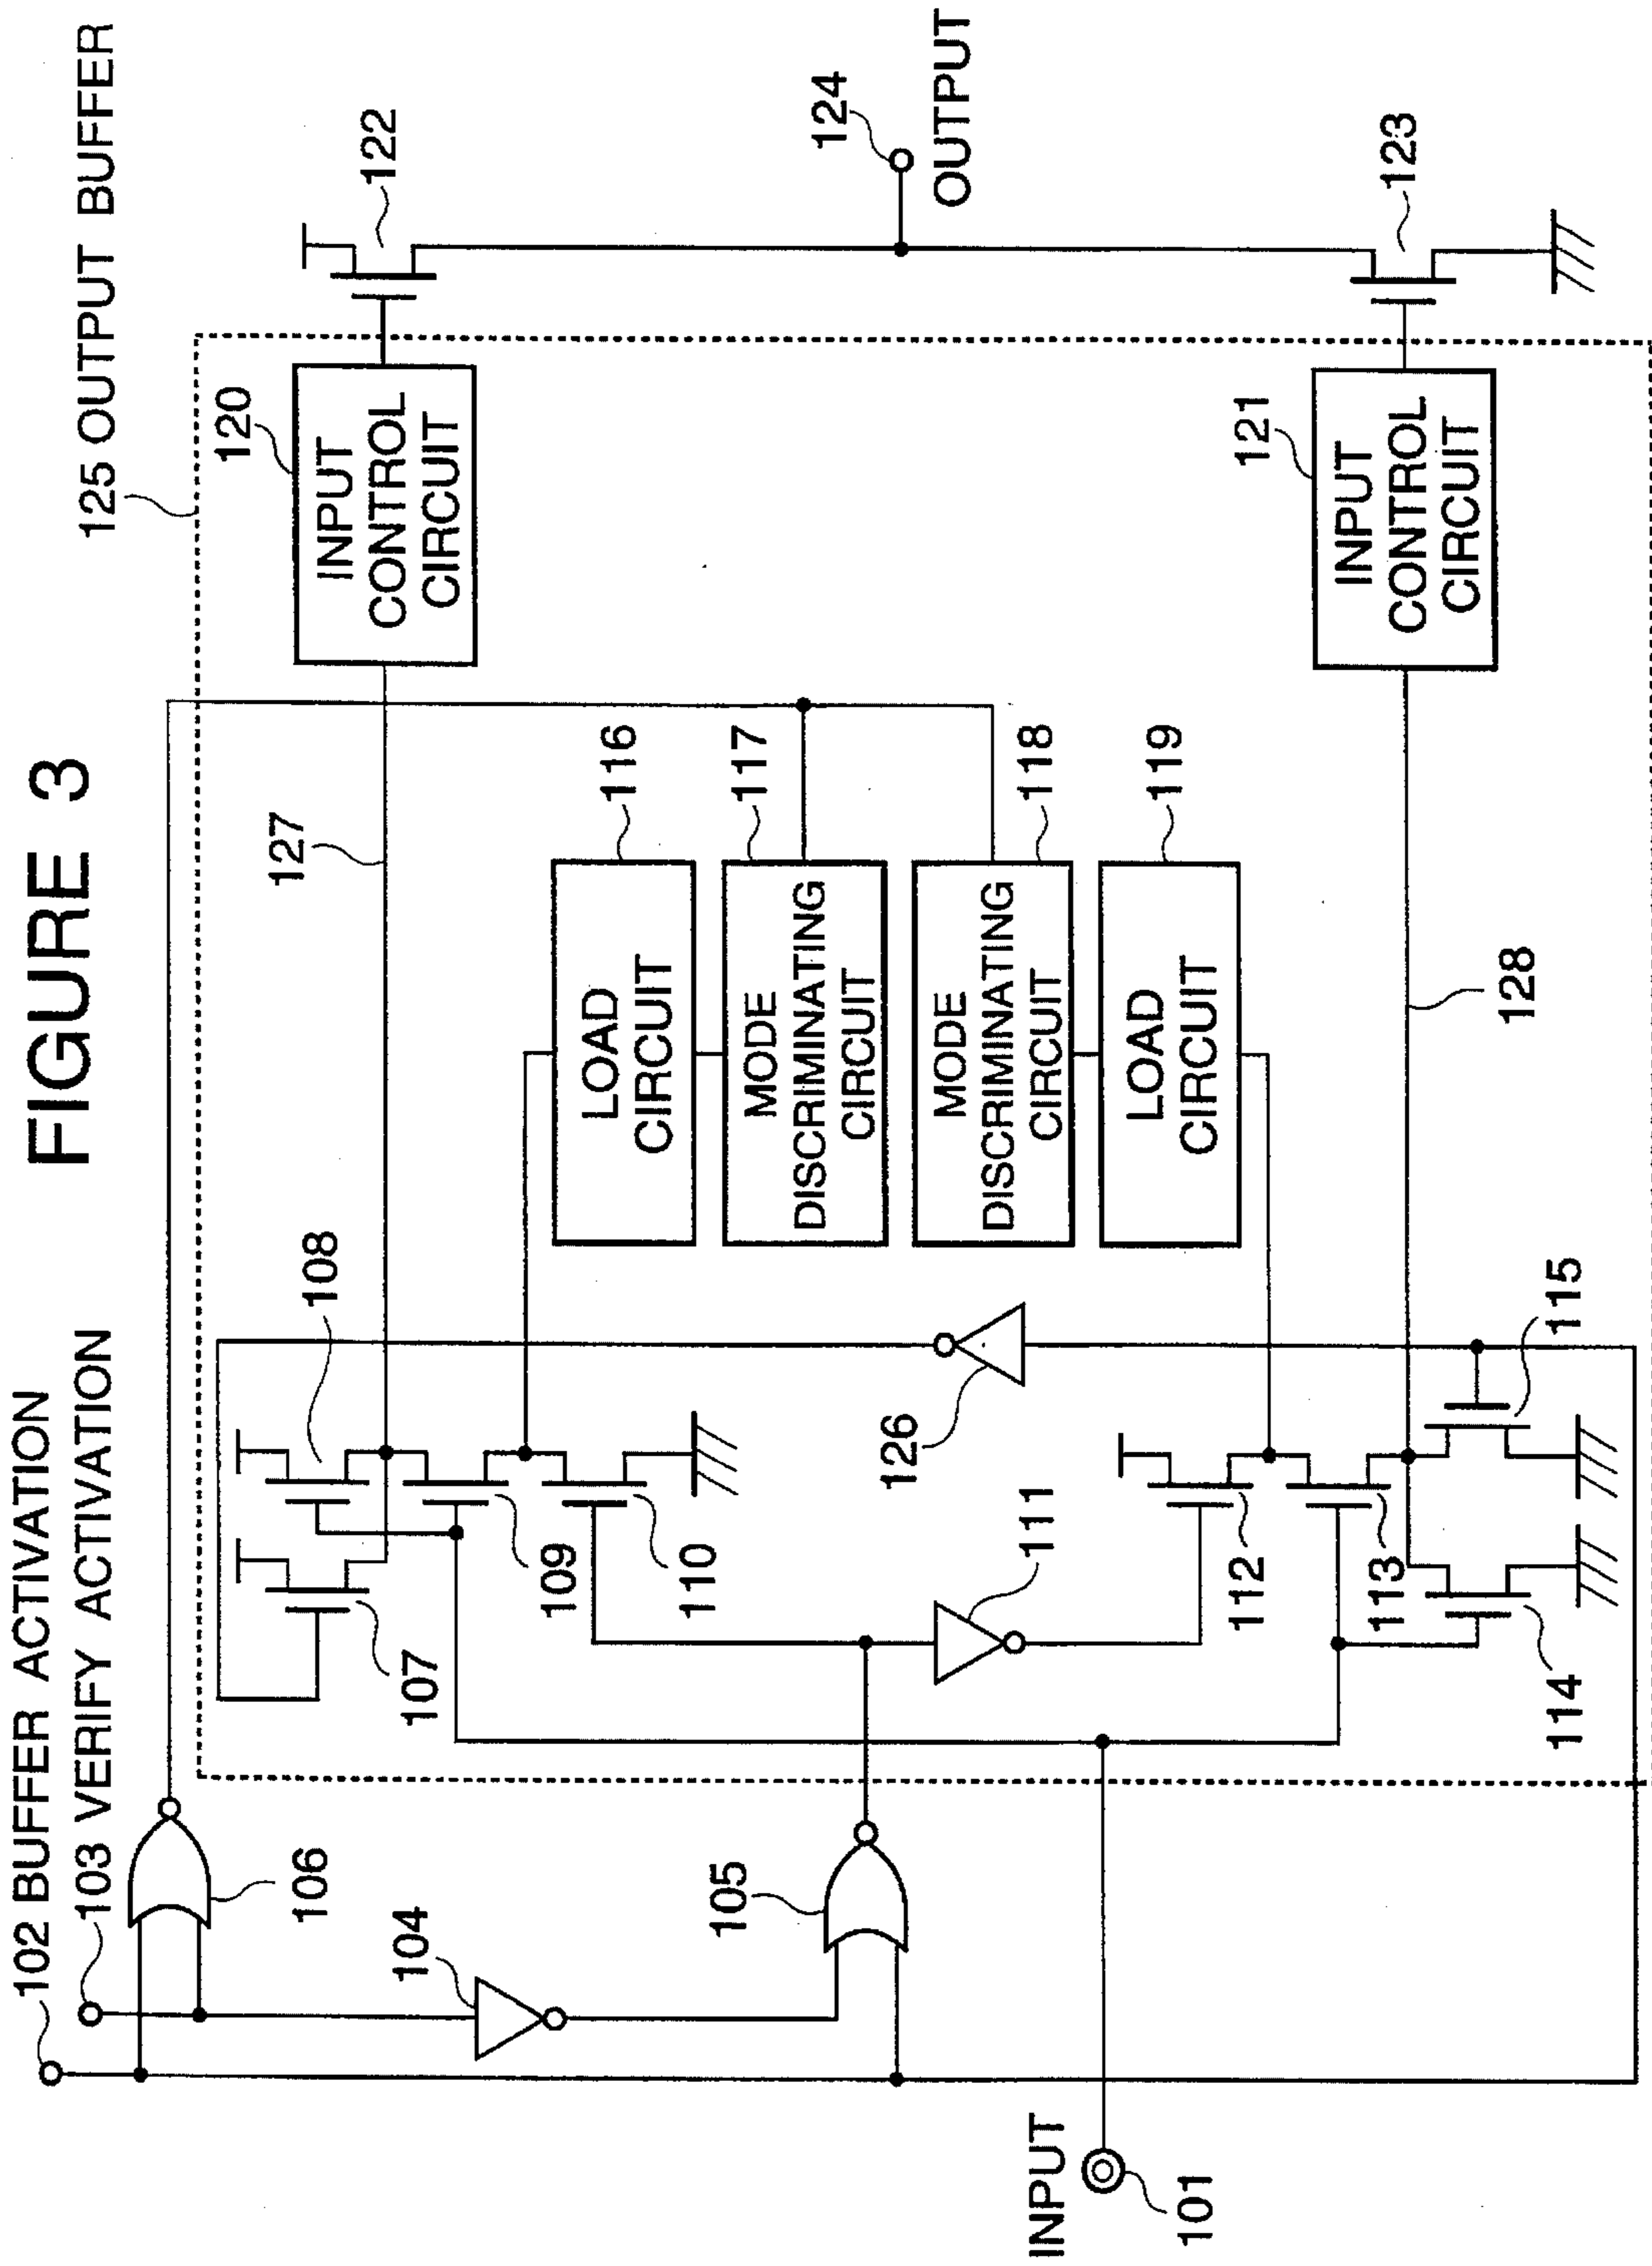 FIGURE 3
102 BUFFER ACTIVATION
103 VERIFY ACTIVATION
125 OUTPUT BUFFER
106
104
105
INPUT
101
107
108
109
110
111
126
112
113
114
115
127
116
LOAD
CIRCUIT
117
MODE
DISCRIMINATING
CIRCUIT
118
MODE
DISCRIMINATING
CIRCUIT
119
LOAD
CIRCUIT
128
120
INPUT
CONTROL
CIRCUIT
121
INPUT
CONTROL
CIRCUIT
122
124
OUTPUT
123